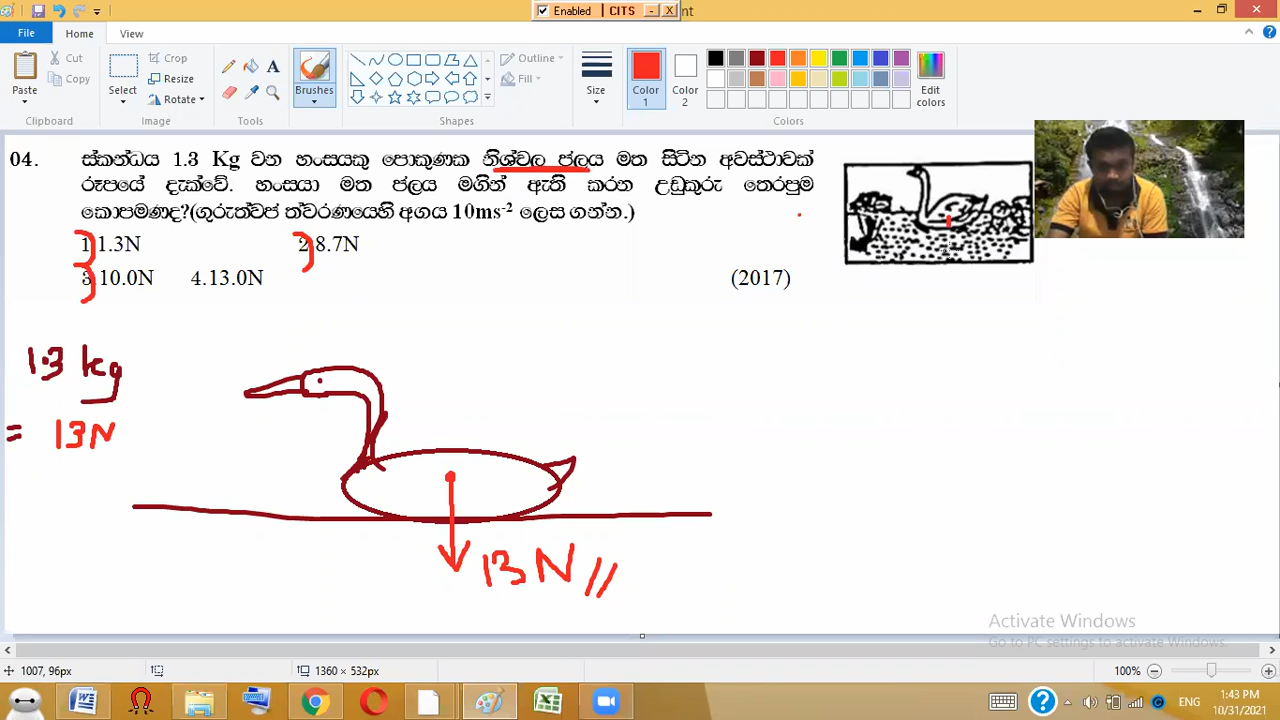 Enabled | CITS
nt
File Home View
Paste
Cut
Copy
Clipboard
Select
Crop
Resize
Rotate
Image
Tools
Brushes
Outline
Fill
Shapes
Size
Color 1
Color 2
Colors
Edit colors
04. ස්කන්ධය 1.3 Kg වන හංසයකු පොකුණක නිශ්චල ජලය මත සිටින අවස්ථාවක්
රූපයේ දැක්වේ. හංසයා මත ජලය මගින් ඇති කරන උඩුකුරු තෙරපුම
කොපමණද?(ගුරුත්වප් ත්වරණයෙහි අගය 10ms-2 ලෙස ගන්න.)
1.1.3N 2.8.7N
3.10.0N 4.13.0N (2017)
1.3 kg
= 13N
13N//
Activate Windows
Go to PC settings to activate Windows.
1007, 96px
1360 × 532px
100%
ENG
1:43 PM
10/31/2021